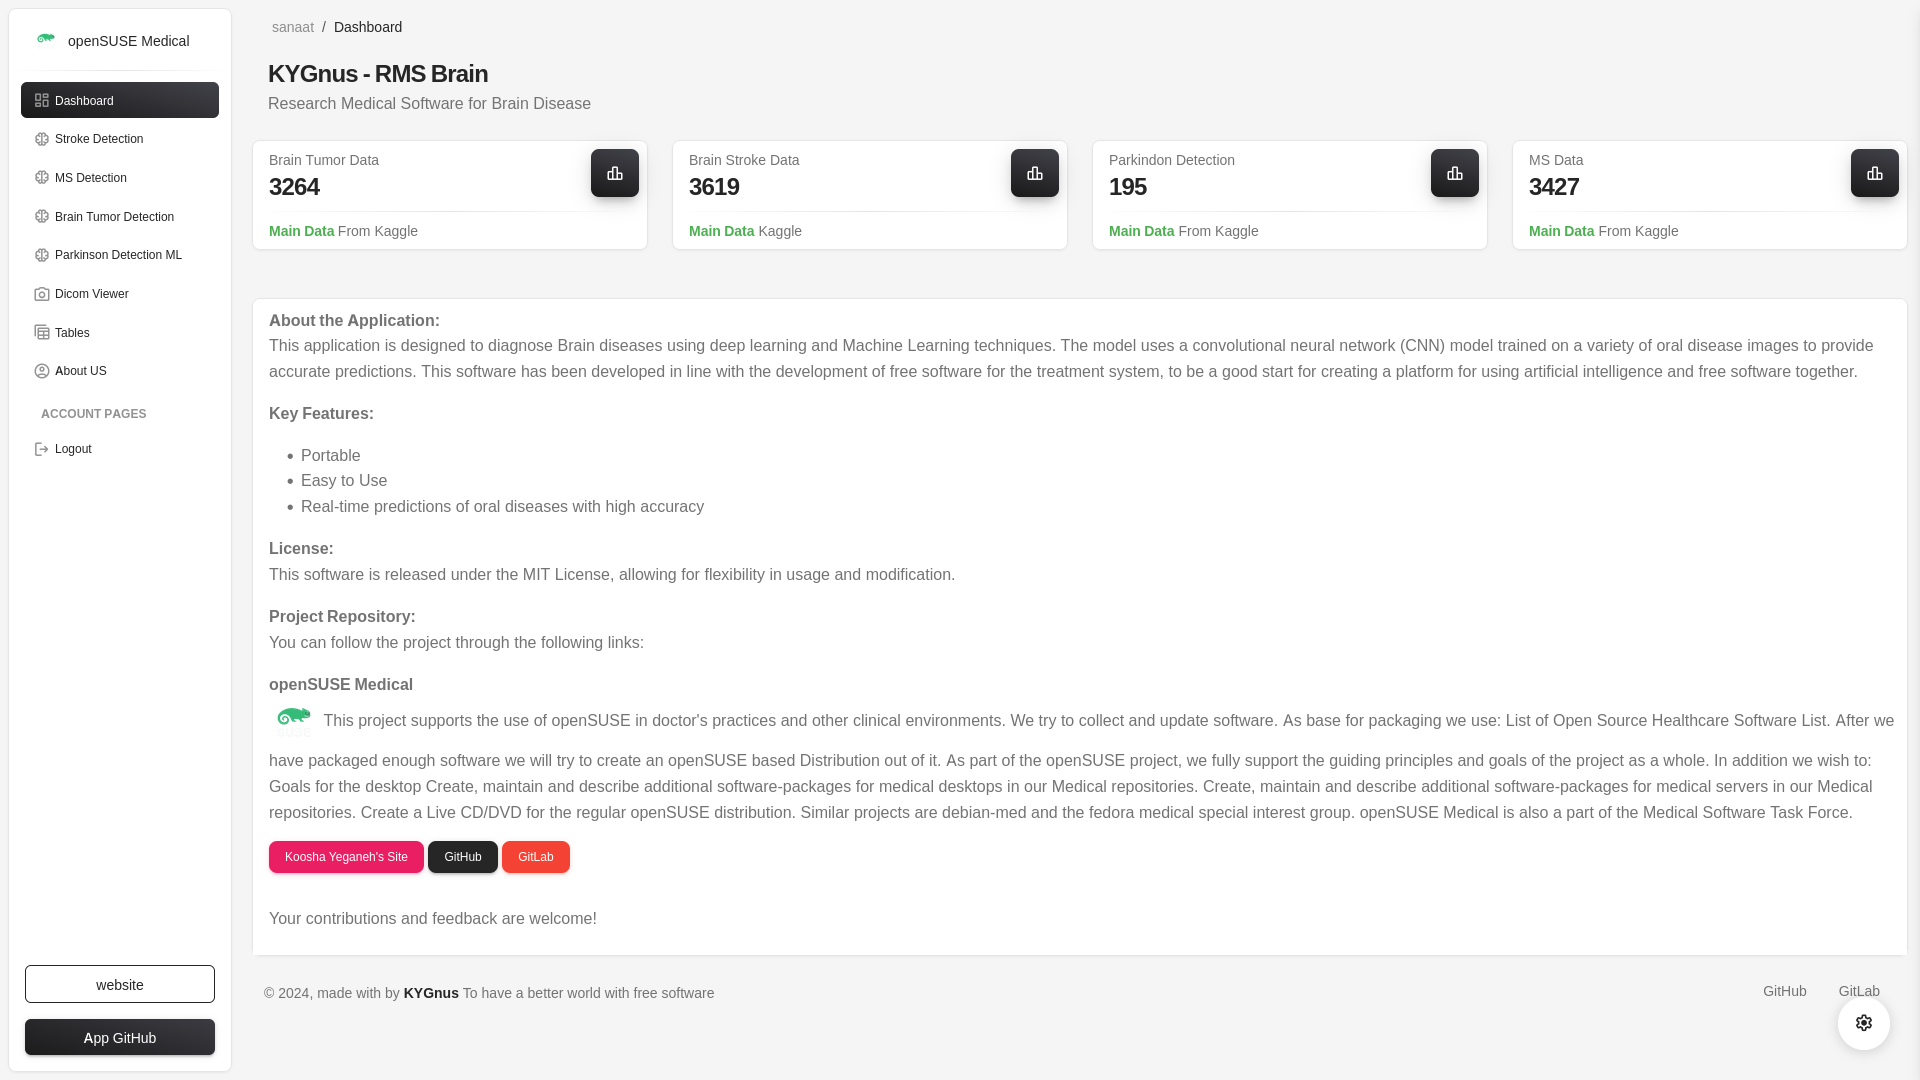 openSUSE Medical
Dashboard
Stroke Detection
MS Detection
Brain Tumor Detection
Parkinson Detection ML
Dicom Viewer
Tables
About US
ACCOUNT PAGES
Logout
website
App GitHub
sanaat / Dashboard
KYGnus - RMS Brain
Research Medical Software for Brain Disease
Brain Tumor Data
3264
Main Data From Kaggle
Brain Stroke Data
3619
Main Data Kaggle
Parkindon Detection
195
Main Data From Kaggle
MS Data
3427
Main Data From Kaggle
About the Application:
This application is designed to diagnose Brain diseases using deep learning and Machine Learning techniques. The model uses a convolutional neural network (CNN) model trained on a variety of oral disease images to provide
accurate predictions. This software has been developed in line with the development of free software for the treatment system, to be a good start for creating a platform for using artificial intelligence and free software together.
Key Features:
• Portable
• Easy to Use
• Real-time predictions of oral diseases with high accuracy
License:
This software is released under the MIT License, allowing for flexibility in usage and modification.
Project Repository:
You can follow the project through the following links:
openSUSE Medical
This project supports the use of openSUSE in doctor's practices and other clinical environments. We try to collect and update software. As base for packaging we use: List of Open Source Healthcare Software List. After we
have packaged enough software we will try to create an openSUSE based Distribution out of it. As part of the openSUSE project, we fully support the guiding principles and goals of the project as a whole. In addition we wish to:
Goals for the desktop Create, maintain and describe additional software-packages for medical desktops in our Medical repositories. Create, maintain and describe additional software-packages for medical servers in our Medical
repositories. Create a Live CD/DVD for the regular openSUSE distribution. Similar projects are debian-med and the fedora medical special interest group. openSUSE Medical is also a part of the Medical Software Task Force.
Koosha Yeganeh's Site GitHub GitLab
Your contributions and feedback are welcome!
© 2024, made with by KYGnus To have a better world with free software
GitHub GitLab